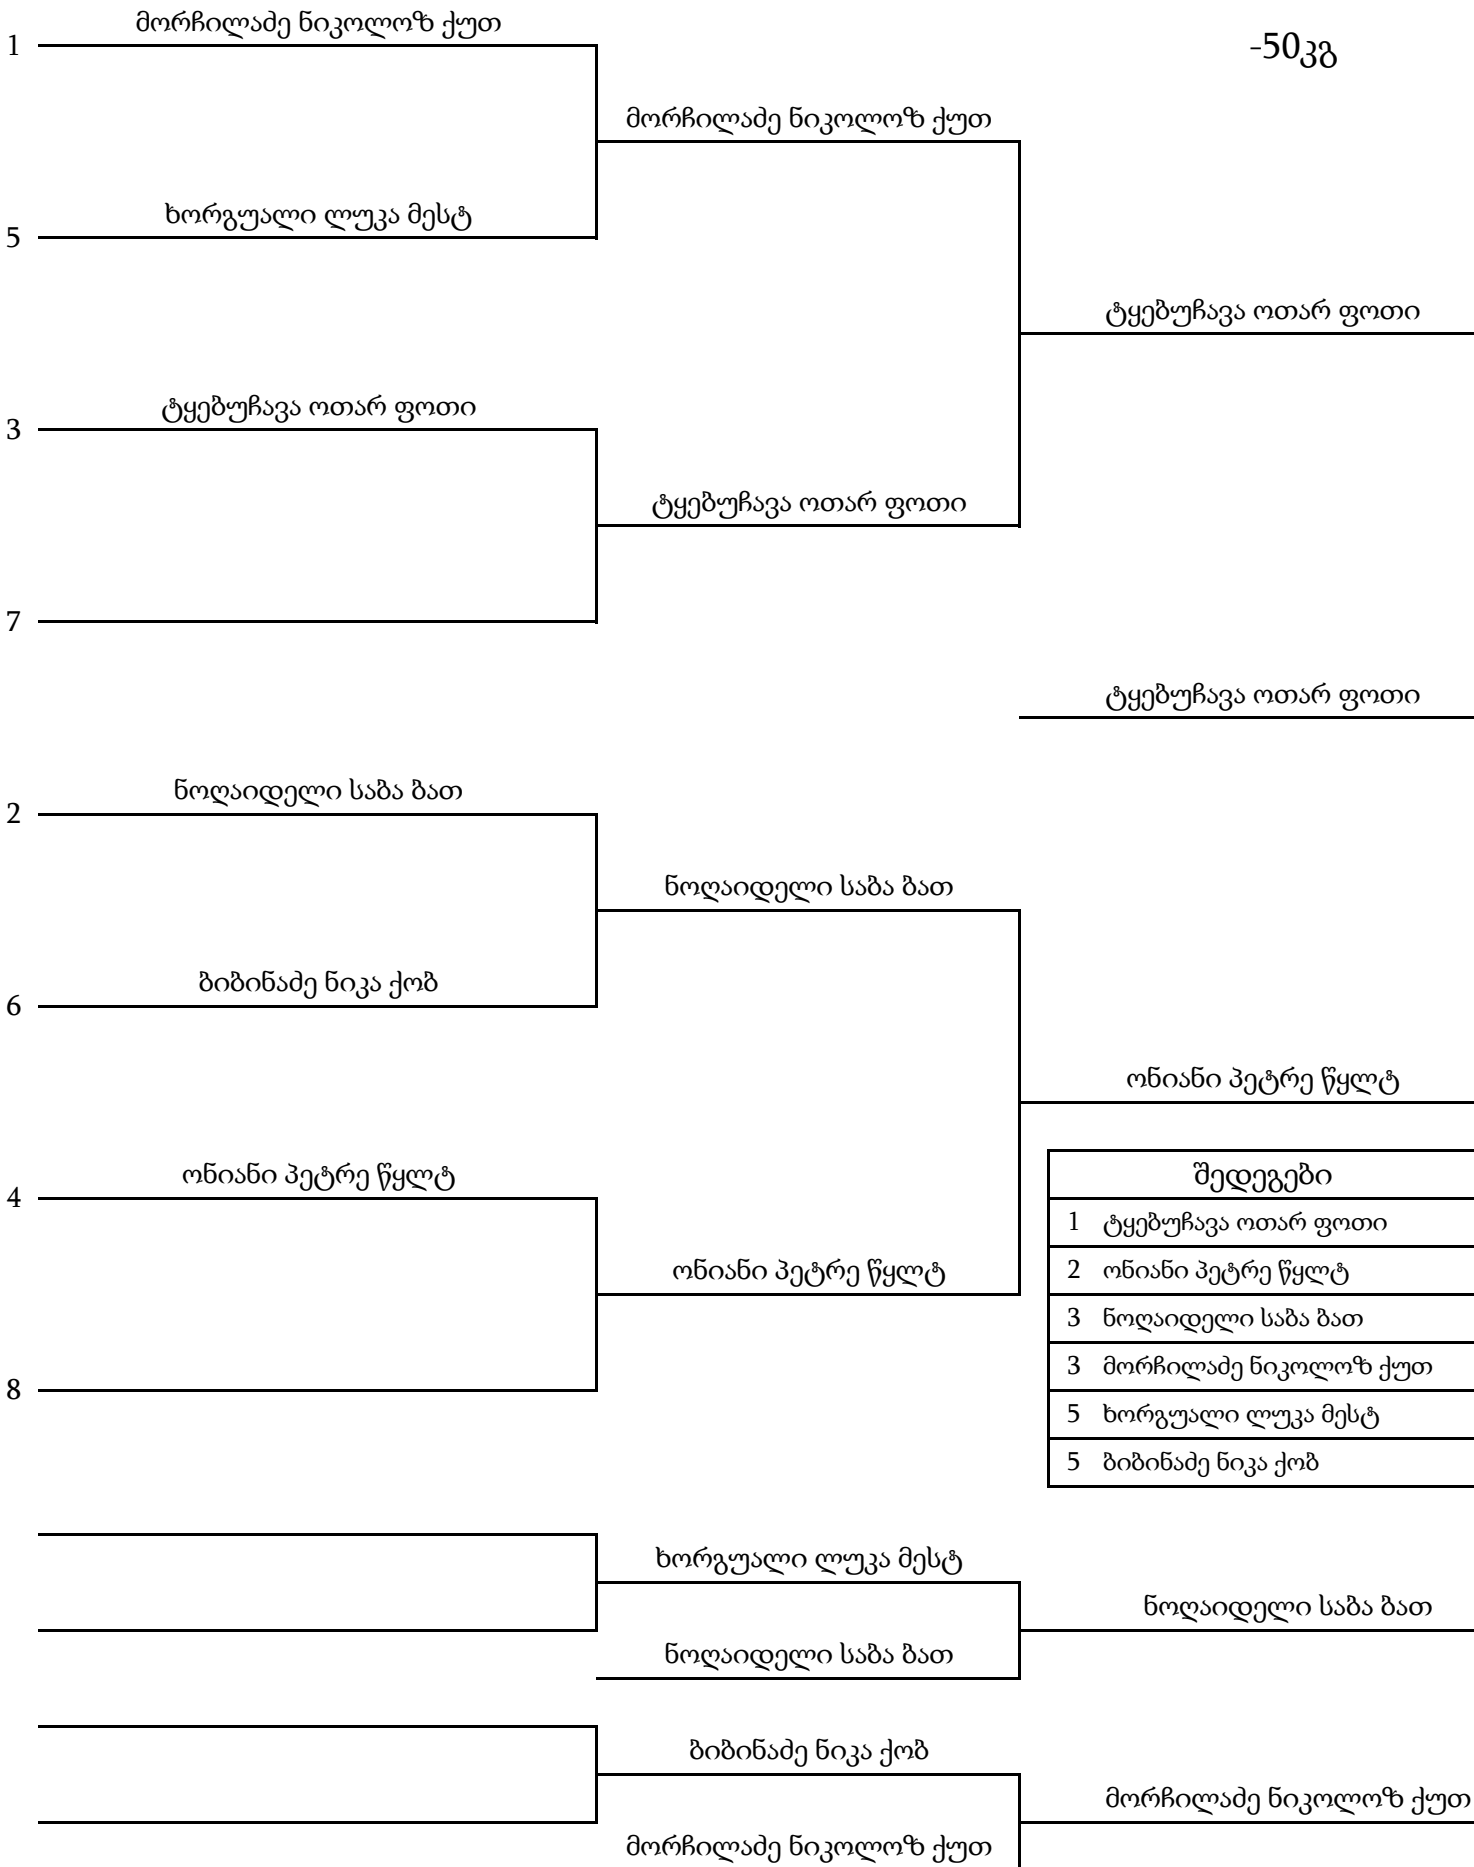 მორჩილაძე ნიკოლოზ ქუთ
1
-50კგ
მორჩილაძე ნიკოლოზ ქუთ
ხორგუალი ლუკა მესტ
5
ტყებუჩავა ოთარ ფოთი
ტყებუჩავა ოთარ ფოთი
3
ტყებუჩავა ოთარ ფოთი
7
ტყებუჩავა ოთარ ფოთი
ნოღაიდელი საბა ბათ
2
ნოღაიდელი საბა ბათ
ბიბინაძე ნიკა ქობ
6
ონიანი პეტრე წყლტ
ონიანი პეტრე წყლტ
4
ონიანი პეტრე წყლტ
8
შედეგები
1 ტყებუჩავა ოთარ ფოთი
2 ონიანი პეტრე წყლტ
3 ნოღაიდელი საბა ბათ
3 მორჩილაძე ნიკოლოზ ქუთ
5 ხორგუალი ლუკა მესტ
5 ბიბინაძე ნიკა ქობ
ხორგუალი ლუკა მესტ
ნოღაიდელი საბა ბათ
ნოღაიდელი საბა ბათ
ბიბინაძე ნიკა ქობ
მორჩილაძე ნიკოლოზ ქუთ
მორჩილაძე ნიკოლოზ ქუთ